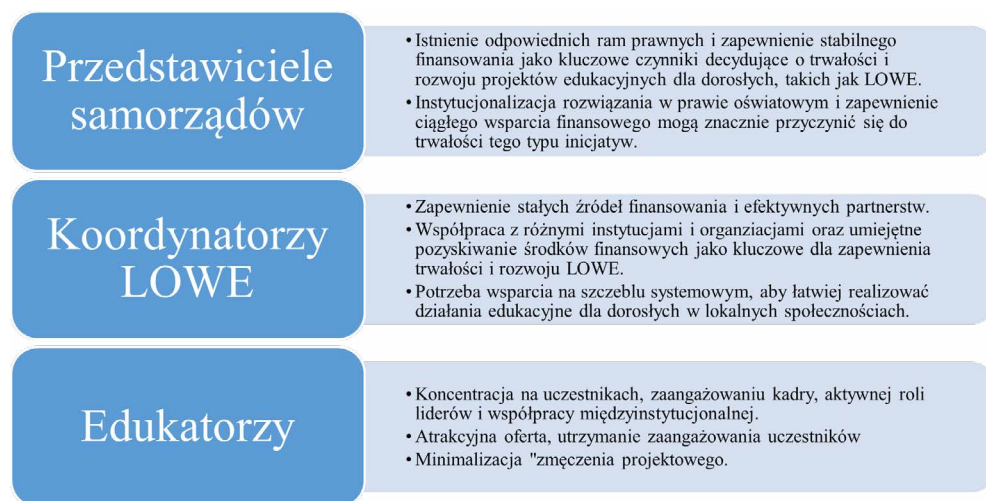 Przedstawiciele
samorządów
• Istnienie odpowiednich ram prawnych i zapewnienie stabilnego
finansowania jako kluczowe czynniki decydujące o trwałości i
rozwoju projektów edukacyjnych dla dorosłych, takich jak LOWE.
• Instytucjonalizacja rozwiązania w prawie oświatowym i zapewnienie
ciągłego wsparcia finansowego mogą znacznie przyczynić się do
trwałości tego typu inicjatyw.
Koordynatorzy
LOWE
• Zapewnienie stałych źródeł finansowania i efektywnych partnerstw.
• Współpraca z różnymi instytucjami i organziacjami oraz umiejętne
pozyskiwanie środków finansowych jako kluczowe dla zapewnienia
trwałości i rozwoju LOWE.
• Potrzeba wsparcia na szczeblu systemowym, aby łatwiej realizować
działania edukacyjne dla dorosłych w lokalnych społecznościach.
Edukatorzy
• Koncentracja na uczestnikach, zaangażowaniu kadry, aktywnej roli
liderów i współpracy międzyinstytucjonalnej.
• Atrakcyjna oferta, utrzymanie zaangażowania uczestników
• Minimalizacja "zmęczenia projektowego.